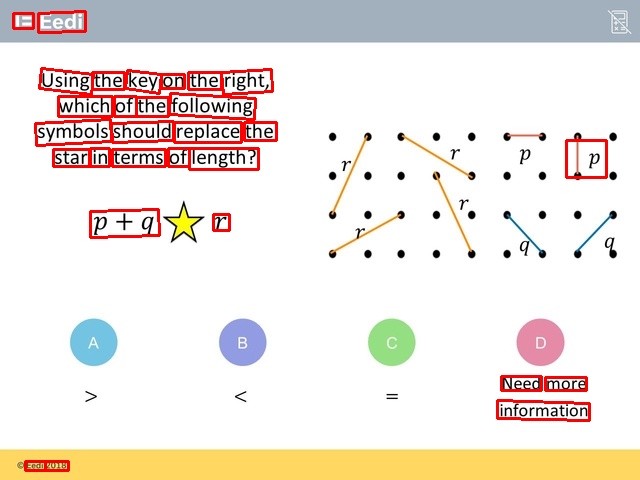 Eedi
Using the key on the right,
which of the following
symbols should replace the
star in terms of length?
p + q ★ r
r
r
p
p
r
r
q
q
A
B
C
D
>
<
=
Need more
information
© Eedi 2018